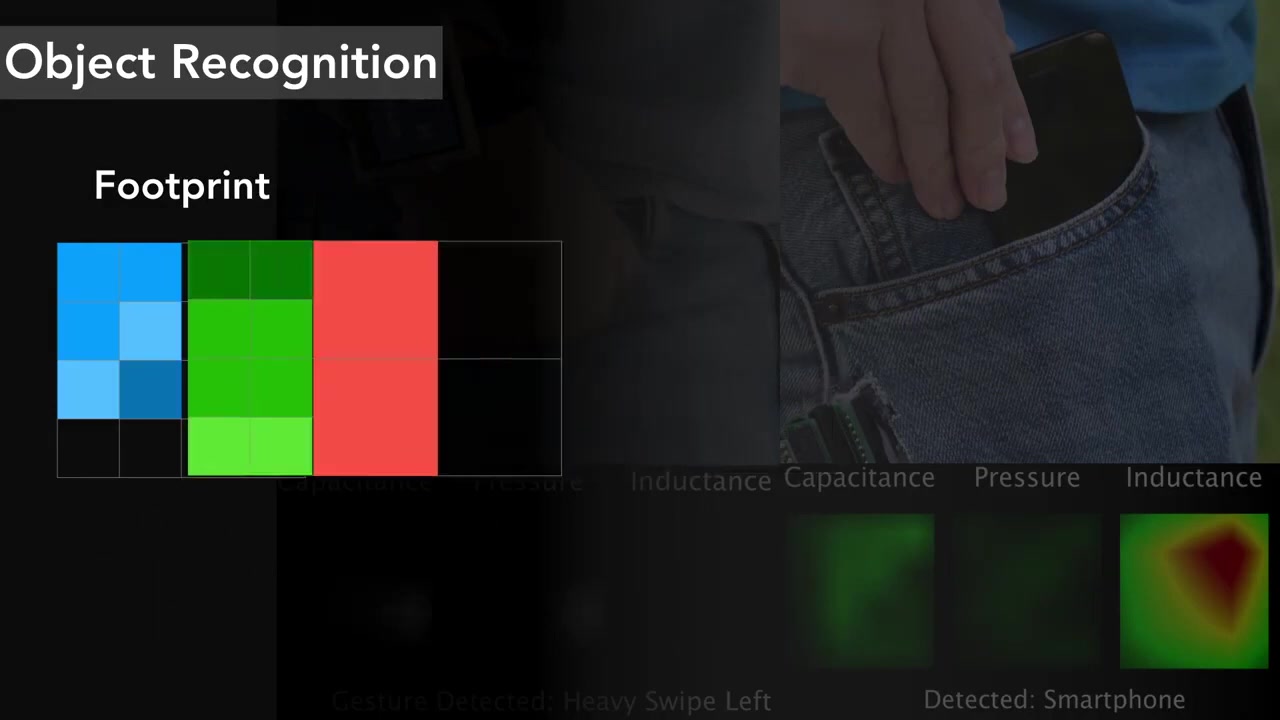 Object Recognition
Footprint
Capacitance Pressure Inductance Capacitance Pressure Inductance
Gesture Detected: Heavy Swipe Left
Detected: Smartphone